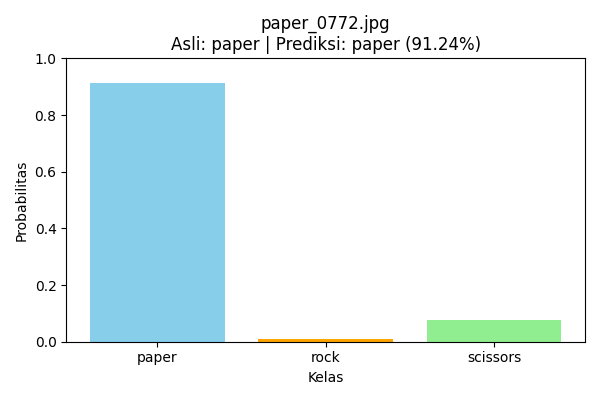 paper_0772.jpg
Asli: paper | Prediksi: paper (91.24%)
1.0
0.8
0.6
0.4
0.2
0.0
Probabilitas
paper rock scissors
Kelas